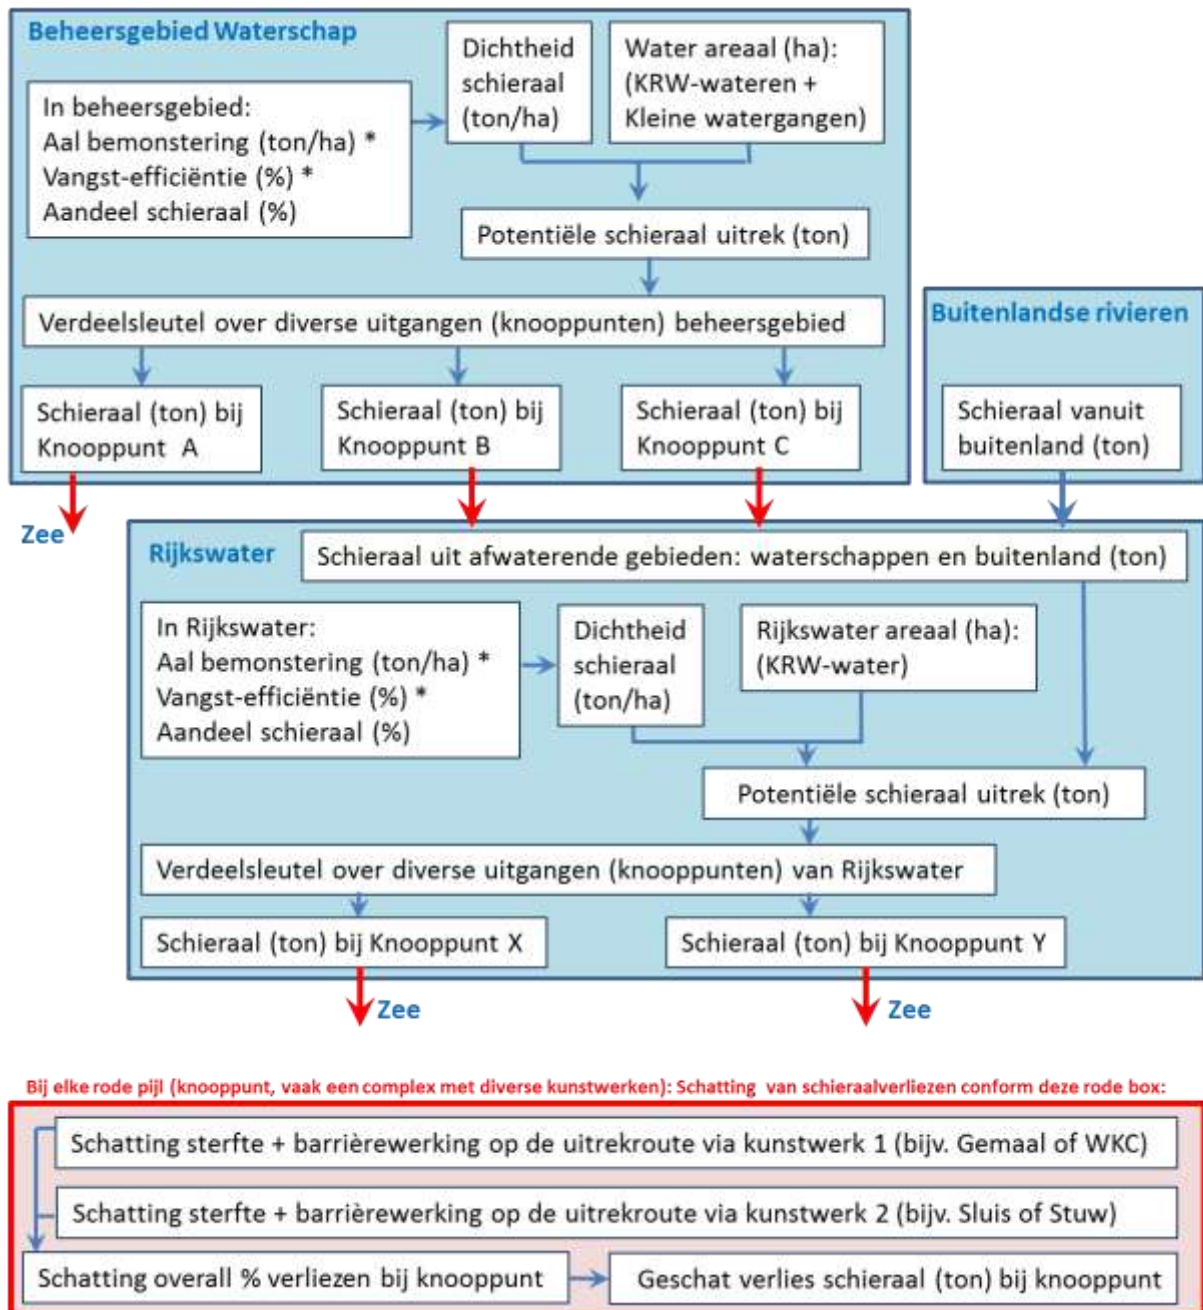 Beheersgebied Waterschap
In beheersgebied:
Aal bemonstering (ton/ha) *
Vangst-efficiëntie (%) *
Aandeel schieraal (%)
Dichtheid
schieraal
(ton/ha)
Water areaal (ha):
(KRW-wateren +
Kleine watergangen)
Potentiële schieraal uitrek (ton)
Verdeelsleutel over diverse uitgangen (knooppunten) beheersgebied
Schieraal (ton) bij
Knooppunt A
Schieraal (ton) bij
Knooppunt B
Schieraal (ton) bij
Knooppunt C
Buitenlandse rivieren
Schieraal vanuit
buitenland (ton)
Zee
Rijkswater
Schieraal uit afwaterende gebieden: waterschappen en buitenland (ton)
In Rijkswater:
Aal bemonstering (ton/ha) *
Vangst-efficiëntie (%) *
Aandeel schieraal (%)
Dichtheid
schieraal
(ton/ha)
Rijkswater areaal (ha):
(KRW-water)
Potentiële schieraal uitrek (ton)
Verdeelsleutel over diverse uitgangen (knooppunten) van Rijkswater
Schieraal (ton) bij Knooppunt X
Schieraal (ton) bij Knooppunt Y
Zee
Zee
Bij elke rode pijl (knooppunt, vaak een complex met diverse kunstwerken): Schatting van schieraalverliezen conform deze rode box:
Schatting sterfte + barrièrewerking op de uitrekroute via kunstwerk 1 (bijv. Gemaal of WKC)
Schatting sterfte + barrièrewerking op de uitrekroute via kunstwerk 2 (bijv. Sluis of Stuw)
Schatting overall % verliezen bij knooppunt
Geschat verlies schieraal (ton) bij knooppunt